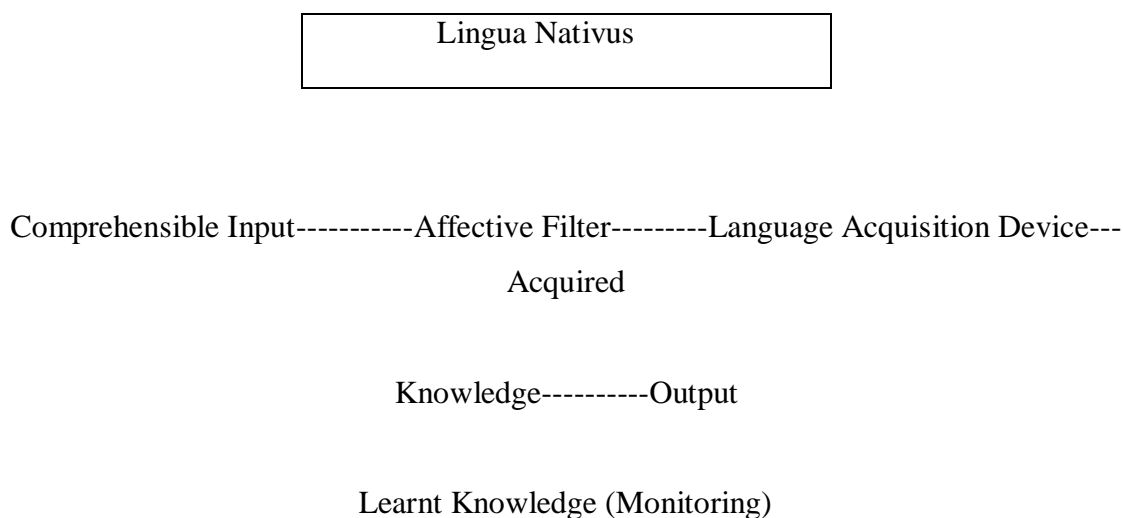 Lingua Nativus
Comprehensible Input-----------Affective Filter---------Language Acquisition Device---
Acquired
Knowledge----------Output
Learnt Knowledge (Monitoring)